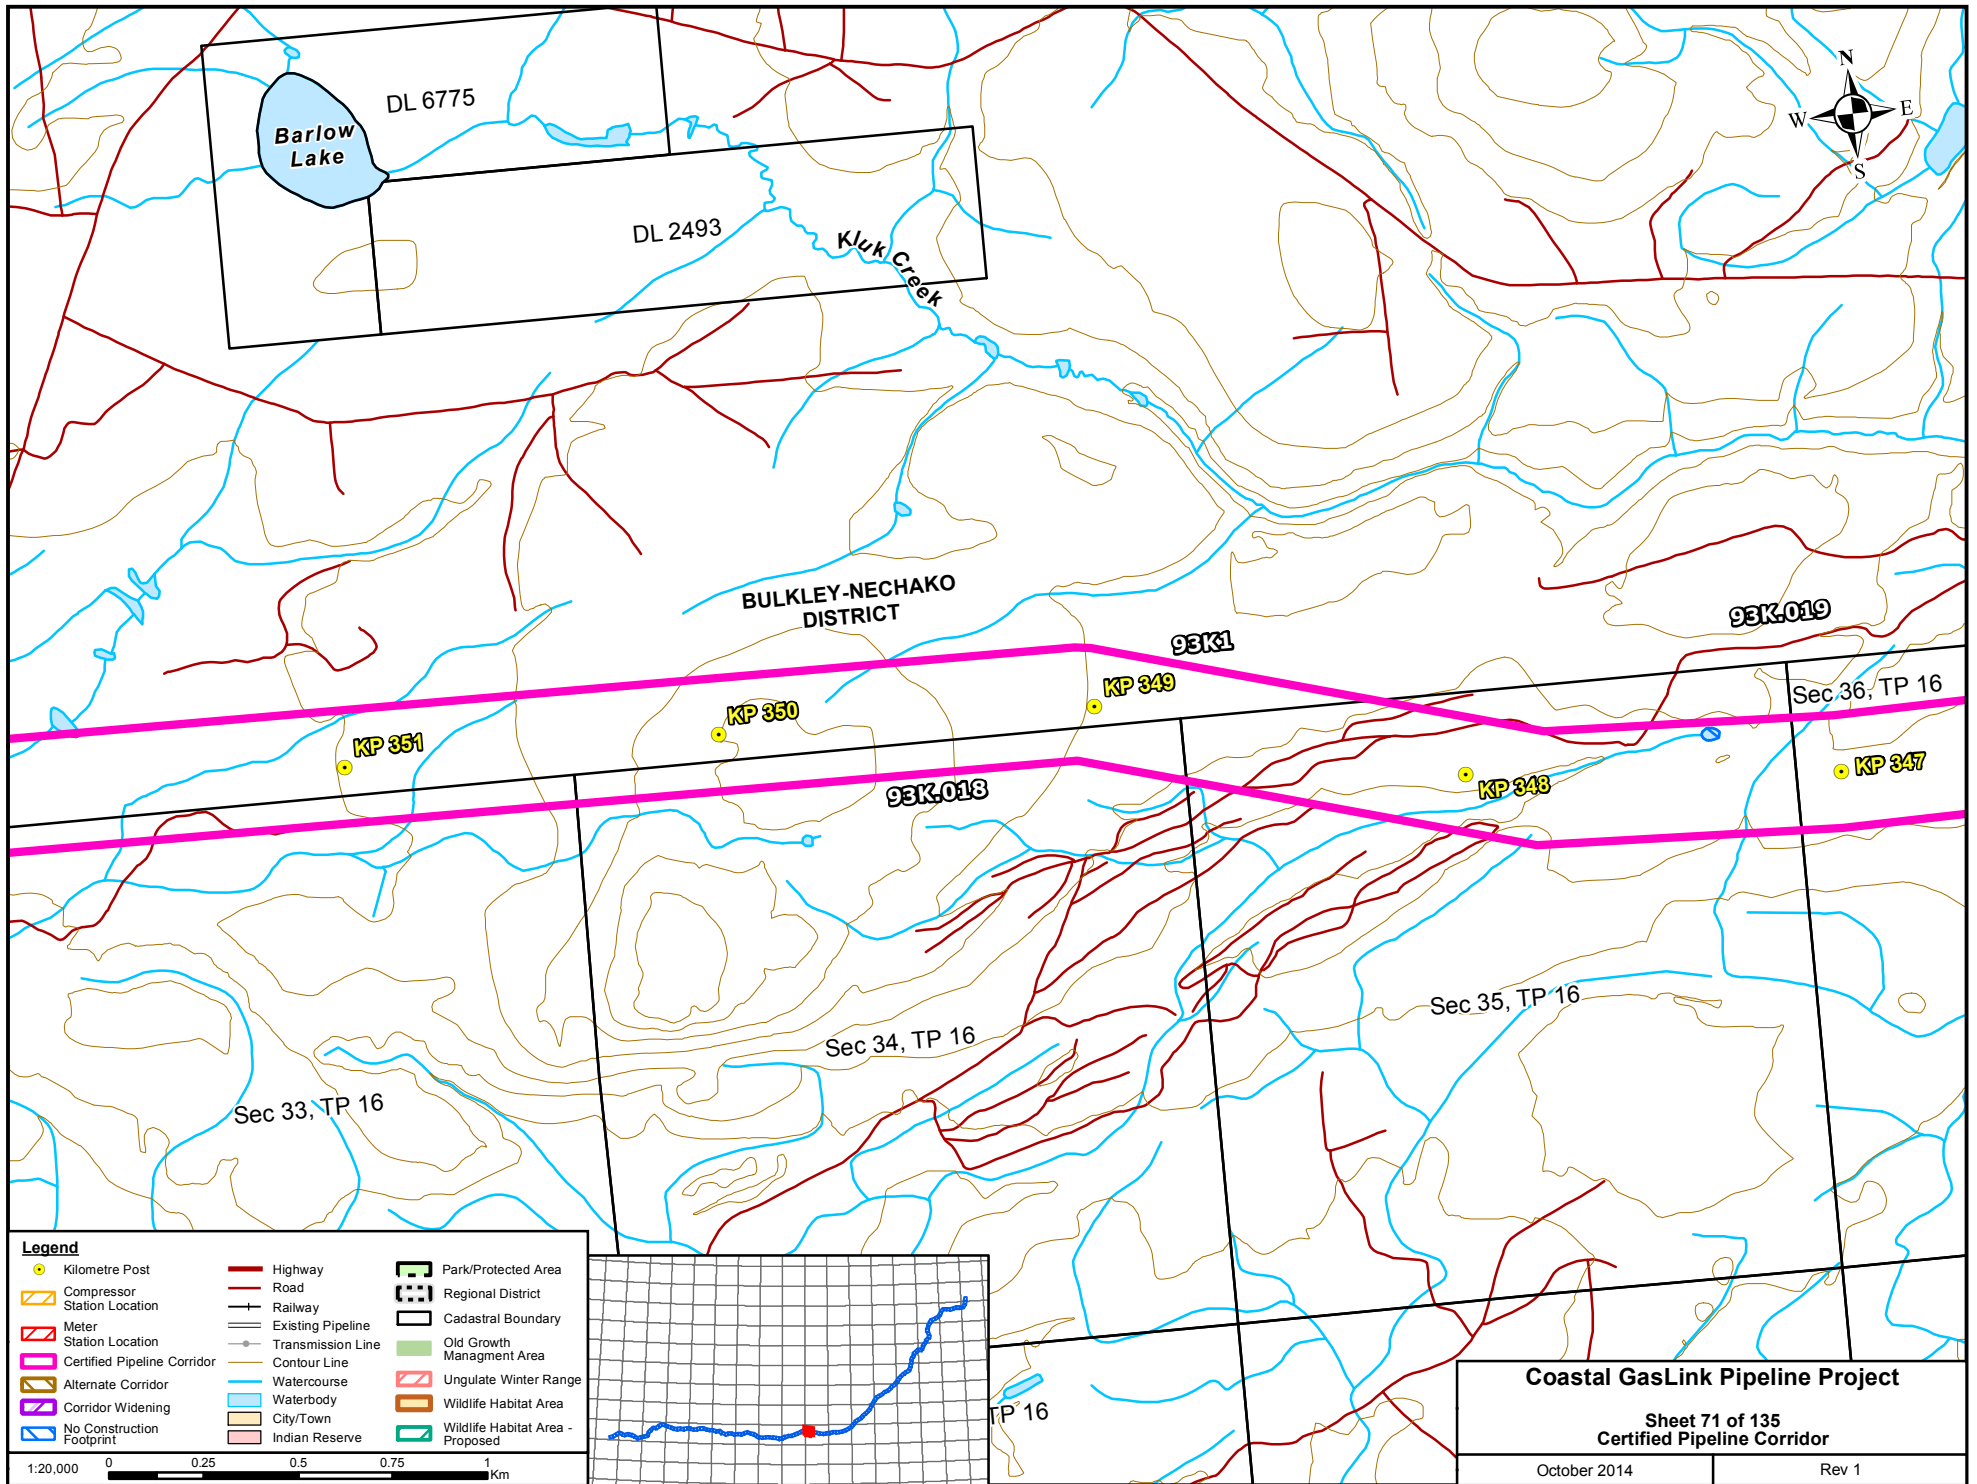 N
W
E
S
DL 6775
Barlow
Lake
DL 2493
Kluk Creek
BULKLEY-NECHAKO
DISTRICT
93K.019
93K1
Sec 36, TP 16
KP 349
KP 350
KP 351
KP 347
KP 348
93K.018
Sec 35, TP 16
Sec 34, TP 16
Sec 33, TP 16
TP 16
Legend
Kilometre Post
Compressor
Station Location
Meter
Station Location
Certified Pipeline Corridor
Alternate Corridor
Corridor Widening
No Construction
Footprint
Highway
Road
Railway
Existing Pipeline
Transmission Line
Contour Line
Watercourse
Waterbody
City/Town
Indian Reserve
Park/Protected Area
Regional District
Cadastral Boundary
Old Growth
Managment Area
Ungulate Winter Range
Wildlife Habitat Area
Wildlife Habitat Area -
Proposed
1:20,000
0 0.25 0.5 0.75 1
Km
Coastal GasLink Pipeline Project
Sheet 71 of 135
Certified Pipeline Corridor
October 2014
Rev 1